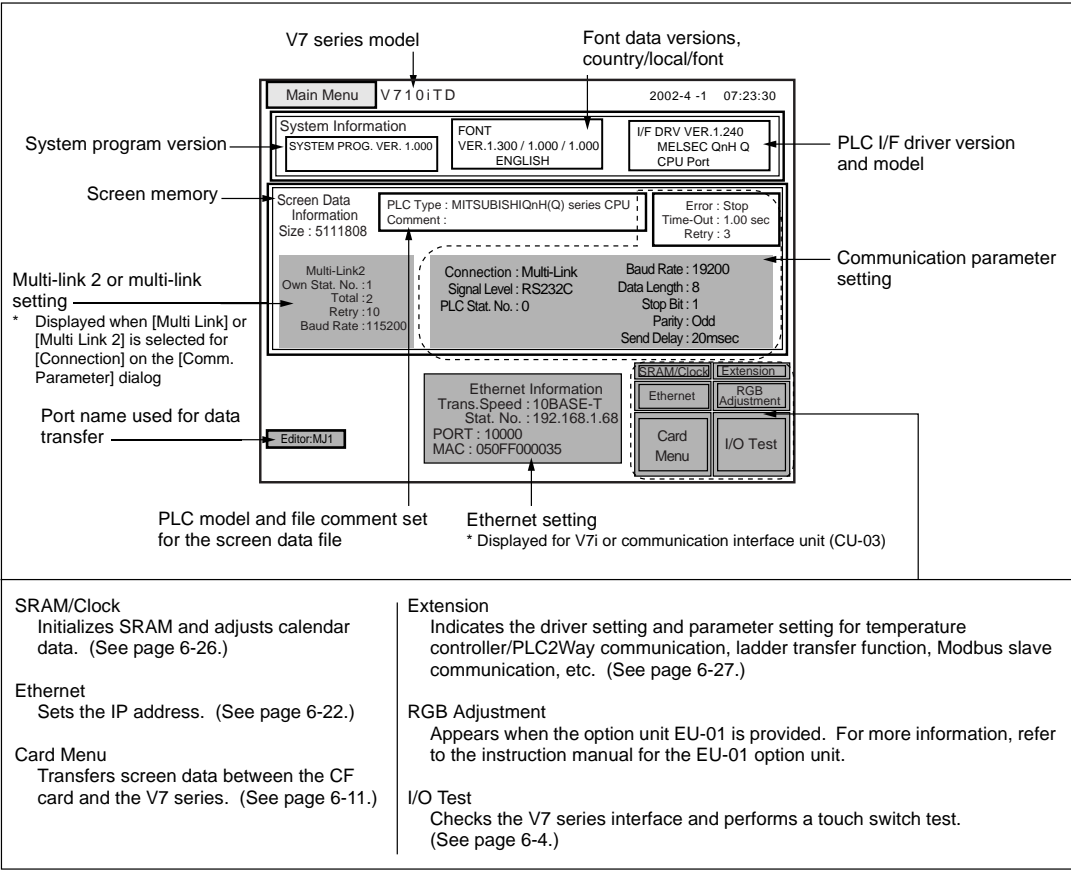 V7 series model
Font data versions,
country/local/font
Main Menu
V710iTD
2002-4 -1 07:23:30
System program version
System Information
SYSTEM PROG. VER. 1.000
FONT
VER.1.300 / 1.000 / 1.000
ENGLISH
I/F DRV VER.1.240
MELSEC QnH Q
CPU Port
PLC I/F driver version
and model
Screen memory
Screen Data
Information
Size : 5111808
PLC Type : MITSUBISHIQnH(Q) series CPU
Comment :
Error : Stop
Time-Out : 1.00 sec
Retry : 3
Communication parameter
setting
Multi-link 2 or multi-link
setting
* Displayed when [Multi Link] or
[Multi Link 2] is selected for
[Connection] on the [Comm.
Parameter] dialog
Multi-Link2
Own Stat. No. :1
Total :2
Retry :10
Baud Rate :115200
Connection : Multi-Link
Signal Level : RS232C
PLC Stat. No. : 0
Baud Rate : 19200
Data Length : 8
Stop Bit : 1
Parity : Odd
Send Delay : 20msec
Port name used for data
transfer
Editor:MJ1
Ethernet Information
Trans.Speed : 10BASE-T
Stat. No. : 192.168.1.68
PORT : 10000
MAC : 050FF000035
SRAM/Clock
Extension
Ethernet
RGB
Adjustment
Card
Menu
I/O Test
PLC model and file comment set
for the screen data file
Ethernet setting
* Displayed for V7i or communication interface unit (CU-03)
SRAM/Clock
Initializes SRAM and adjusts calendar
data. (See page 6-26.)
Ethernet
Sets the IP address. (See page 6-22.)
Card Menu
Transfers screen data between the CF
card and the V7 series. (See page 6-11.)
Extension
Indicates the driver setting and parameter setting for temperature
controller/PLC2Way communication, ladder transfer function, Modbus slave
communication, etc. (See page 6-27.)
RGB Adjustment
Appears when the option unit EU-01 is provided. For more information, refer
to the instruction manual for the EU-01 option unit.
I/O Test
Checks the V7 series interface and performs a touch switch test.
(See page 6-4.)